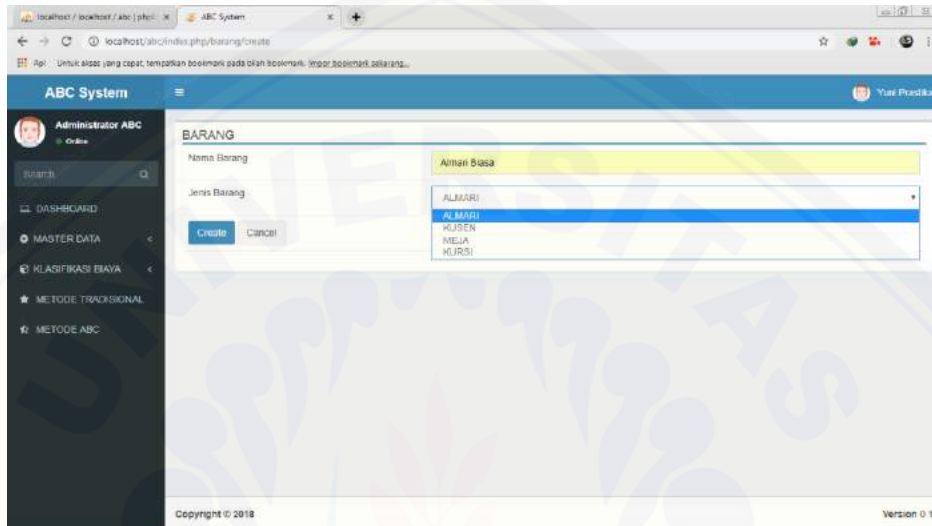 localhost / localhost / abc | php
ABC System
localhost/abc/index.php/barang/create
Apl
Untuk akses yang cepat, tempatkan bookmark pada bilah bookmark. Impor bookmark sekarang...
ABC System
Yuni Prastika
Administrator ABC
Online
Search
DASHBOARD
MASTER DATA
KLASIFIKASI BIAYA
METODE TRADISIONAL
METODE ABC
BARANG
Nama Barang
Almari Biasa
Jenis Barang
ALMARI
ALMARI
KUSEN
MEJA
KURSI
Create
Cancel
UNIVERSITAS
Copyright © 2018
Version 0.1